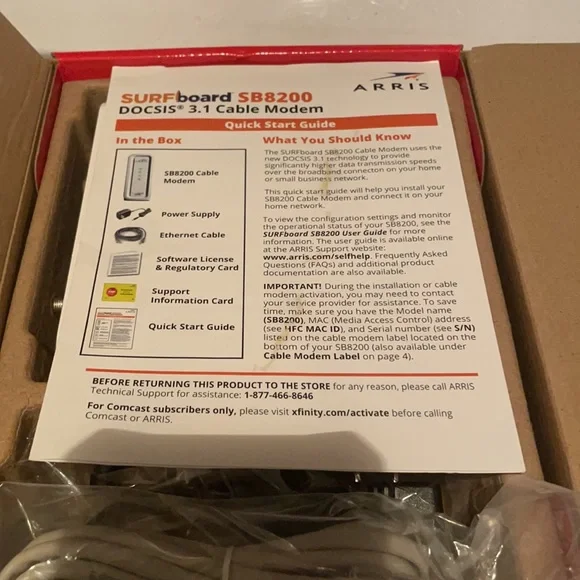 SURFboard SB8200
ARRIS
DOCSIS® 3.1 Cable Modem
Quick Start Guide
In the Box
SB8200 Cable
Modem
Power Supply
Ethernet Cable
Software License
& Regulatory Card
Support
Information Card
Quick Start Guide
What You Should Know
The SURFboard SB8200 Cable Modem uses the
new DOCSIS 3.1 technology to provide
significantly higher data transmission speeds
over the broadband connecton on your home
or small business network.
This quick start guide will help you install your
SB8200 Cable Modem and connect it on your
home network.
To view the configuration settings and monitor
the operational status of your SB8200, see the
SURFboard SB8200 User Guide for more
information. The user guide is available online
at the ARRIS Support website:
www.arris.com/selfhelp. Frequently Asked
Questions (FAQs) and additional product
documentation are also available.
IMPORTANT! During the installation or cable
modem activation, you may need to contact
your service provider for assistance. To save
time, make sure you have the Model name
(SB8200), MAC (Media Access Control) address
(see HFC MAC ID), and Serial number (see S/N)
listed on the cable modem label located on the
bottom of your SB8200 (also available under
Cable Modem Label on page 4).
BEFORE RETURNING THIS PRODUCT TO THE STORE for any reason, please call ARRIS
Technical Support for assistance: 1-877-466-8646
For Comcast subscribers only, please visit xfinity.com/activate before calling
Comcast or ARRIS.